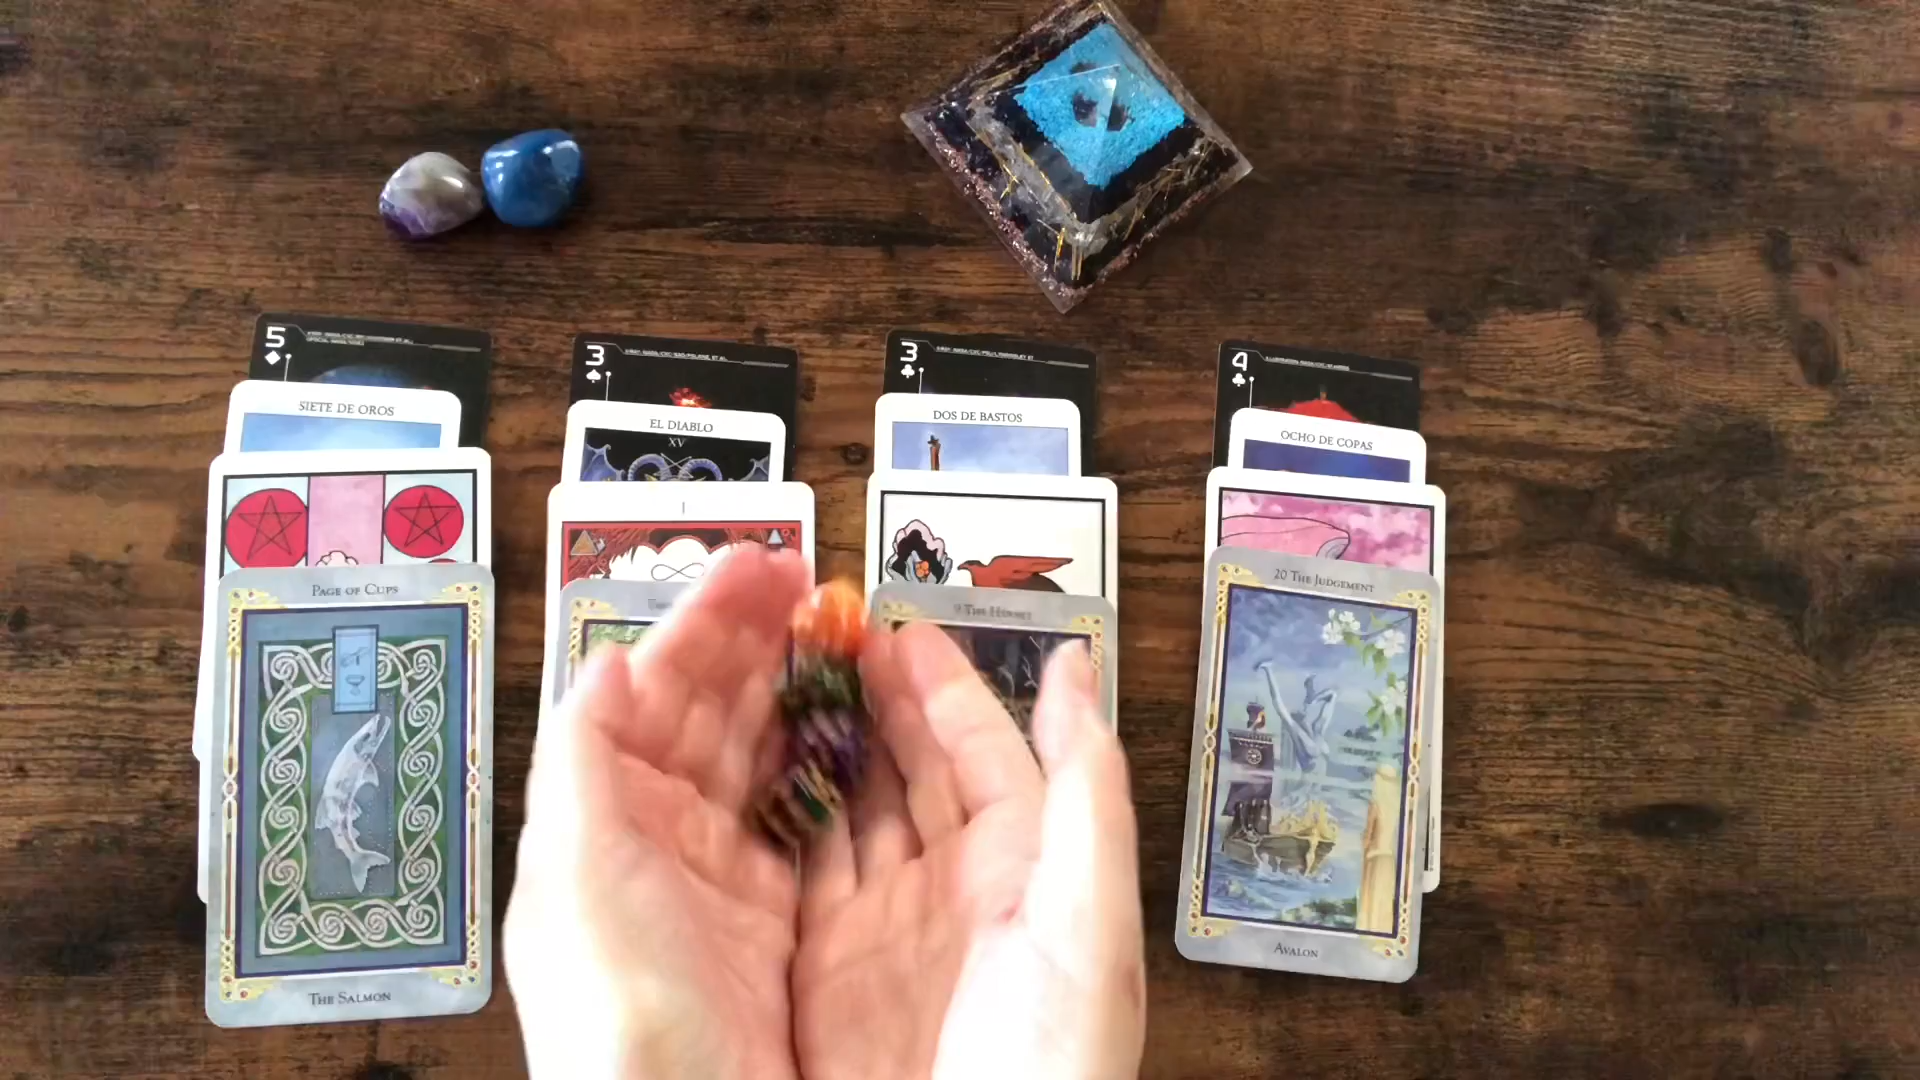 5
3
3
4
SIETE DE OROS
EL DIABLO
XV
DOS DE BASTOS
OCHO DE COPAS
I
PAGE OF CUPS
9 THE HERMIT
20 THE JUDGEMENT
THE SALMON
AVALON